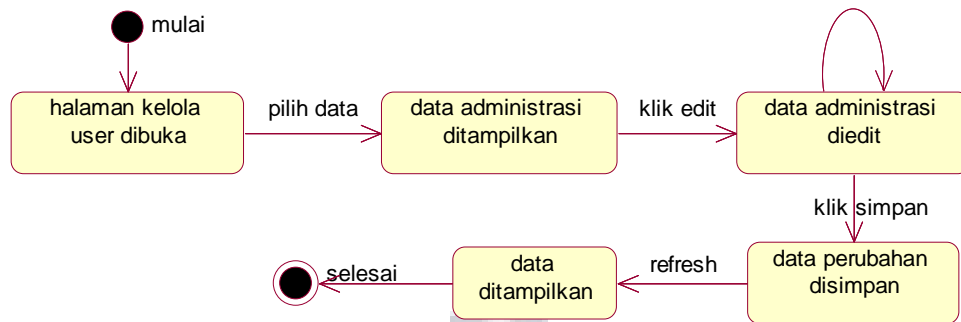 mulai
halaman kelola
user dibuka
pilih data
data administrasi
ditampilkan
klik edit
data administrasi
diedit
klik simpan
data perubahan
disimpan
refresh
data
ditampilkan
selesai